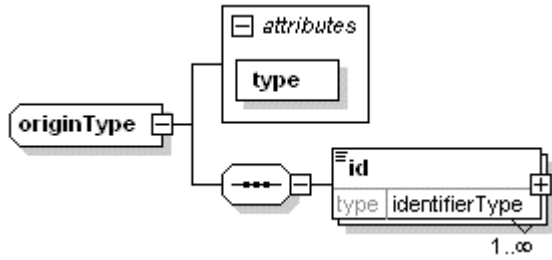 attributes
type
originType
id
type identifierType
1..∞